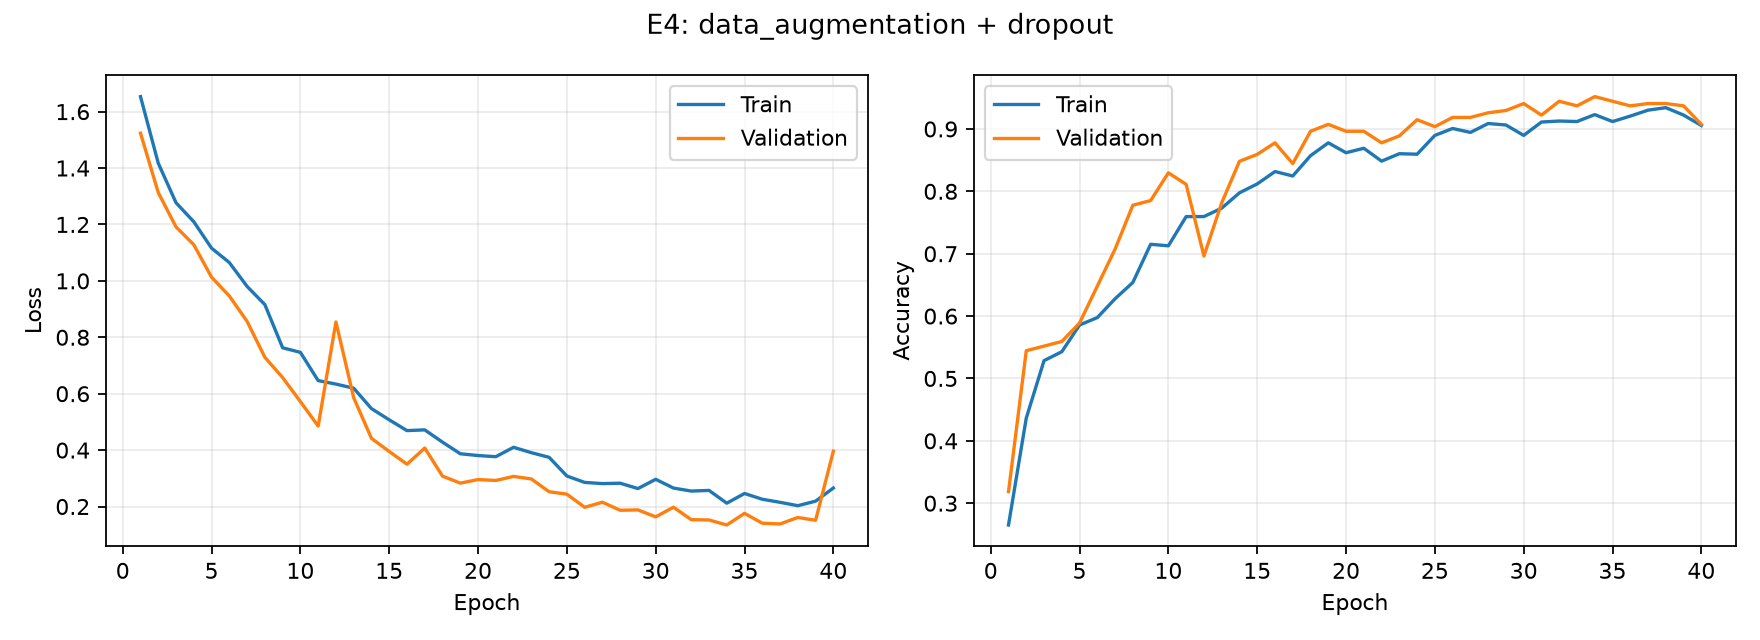 E4: data_augmentation + dropout
Loss
1.6
1.4
1.2
1.0
0.8
0.6
0.4
0.2
Train
Validation
0 5 10 15 20 25 30 35 40
Epoch
Accuracy
0.9
0.8
0.7
0.6
0.5
0.4
0.3
Train
Validation
0 5 10 15 20 25 30 35 40
Epoch